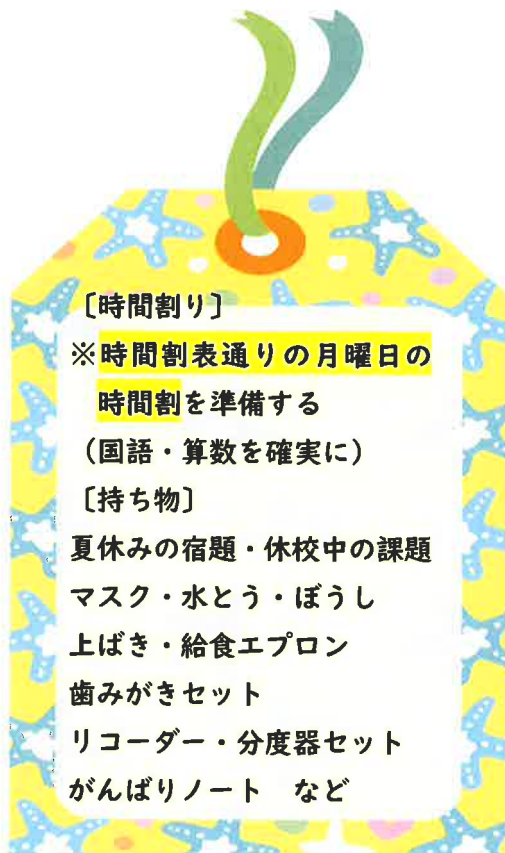 〔時間割り〕
※時間割表通りの月曜日の
時間割を準備する
（国語・算数を確実に）
〔持ち物〕
夏休みの宿題・休校中の課題
マスク・水とう・ぼうし
上ばき・給食エプロン
歯みがきセット
リコーダー・分度器セット
がんばりノート　など